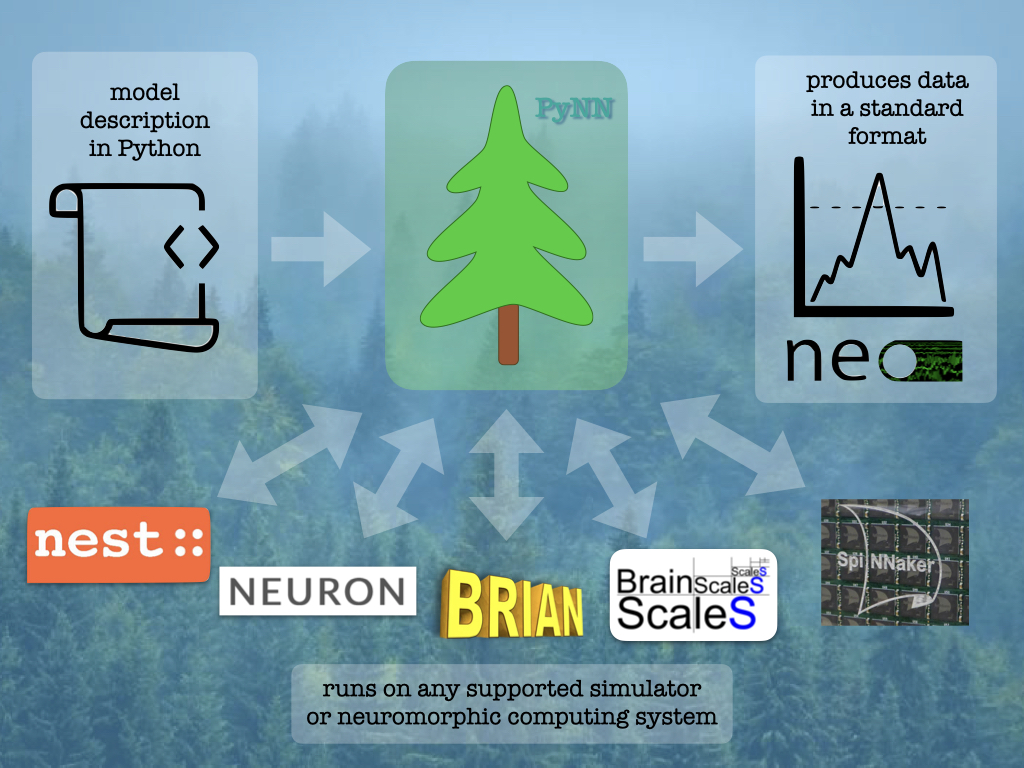 model
description
in Python
PyNN
produces data
in a standard
format
neo
nest::
NEURON
BRIAN
ScaleS
BrainScaleS
ScaleS
SpiNNaker
runs on any supported simulator
or neuromorphic computing system